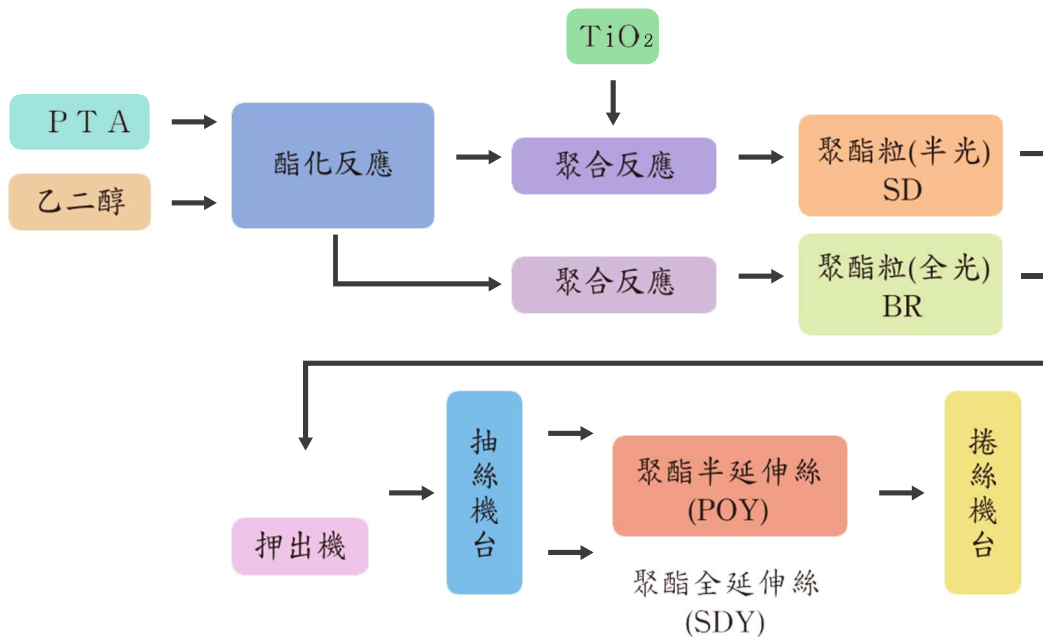 TiO₂
PTA
乙二醇
酯化反應
聚合反應
聚酯粒(半光)
SD
聚合反應
聚酯粒(全光)
BR
押出機
抽絲機台
聚酯半延伸絲
(POY)
聚酯全延伸絲
(SDY)
捲絲機台